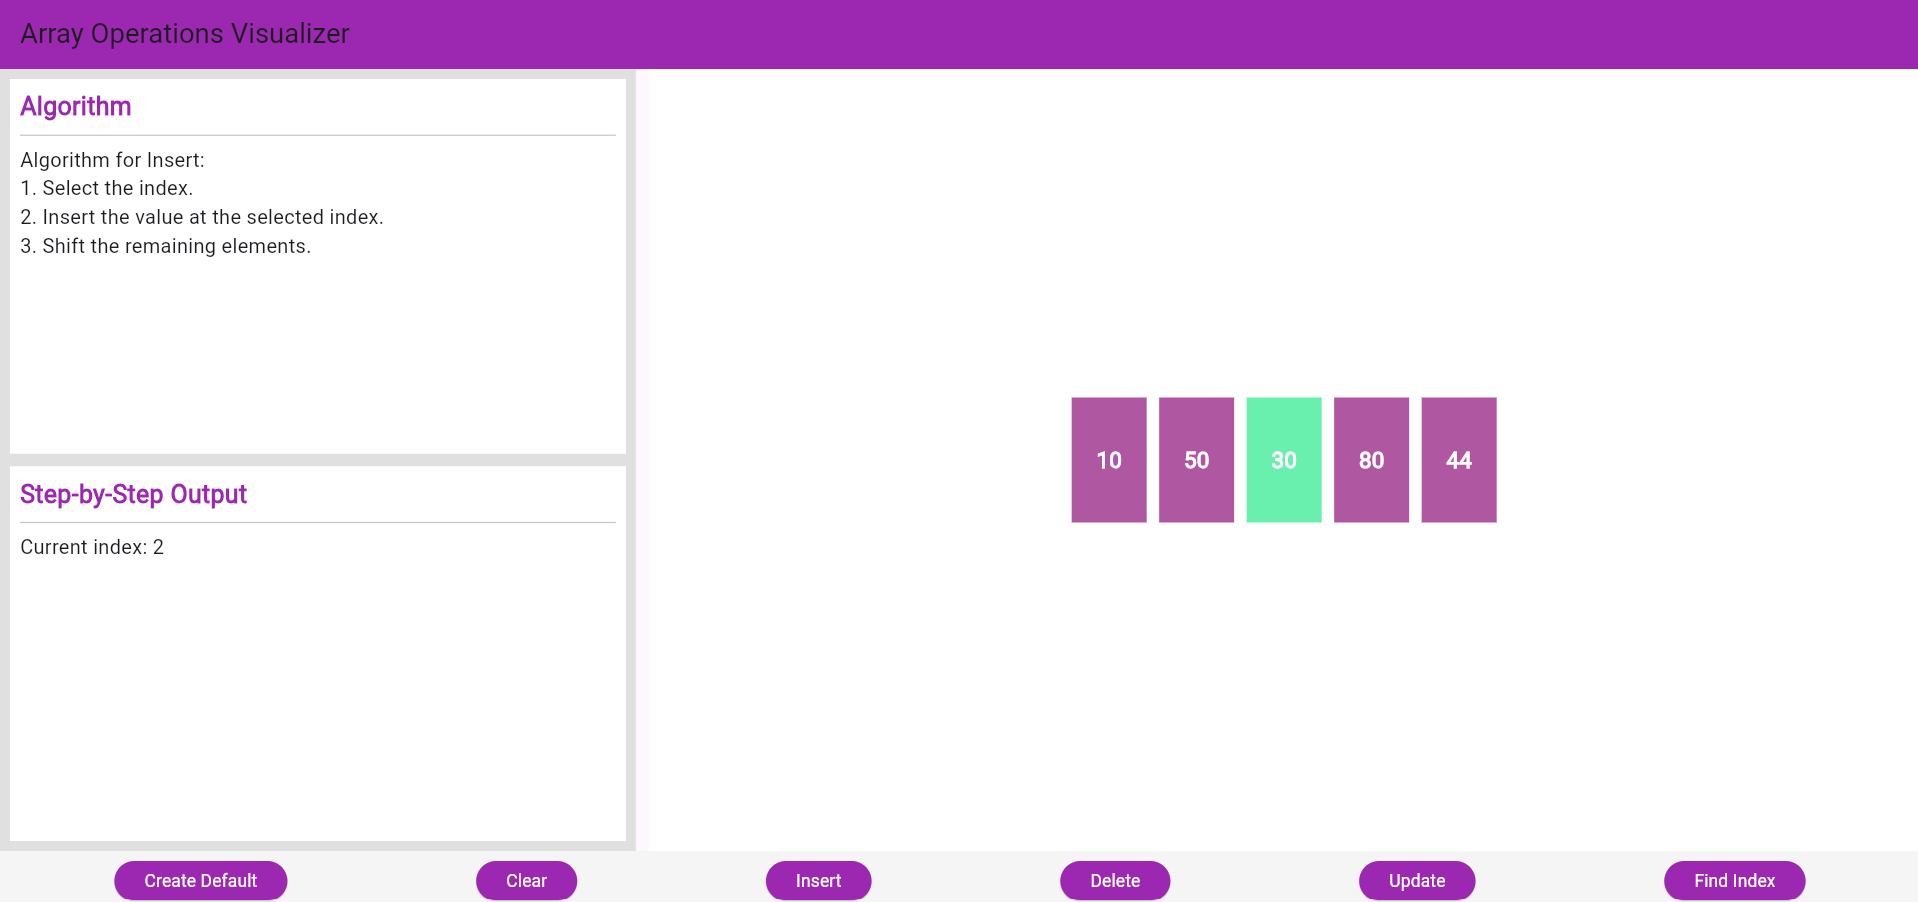 Array Operations Visualizer
Algorithm
Algorithm for Insert:
1. Select the index.
2. Insert the value at the selected index.
3. Shift the remaining elements.
Step-by-Step Output
Current index: 2
10 50 30 80 44
Create Default Clear Insert Delete Update Find Index